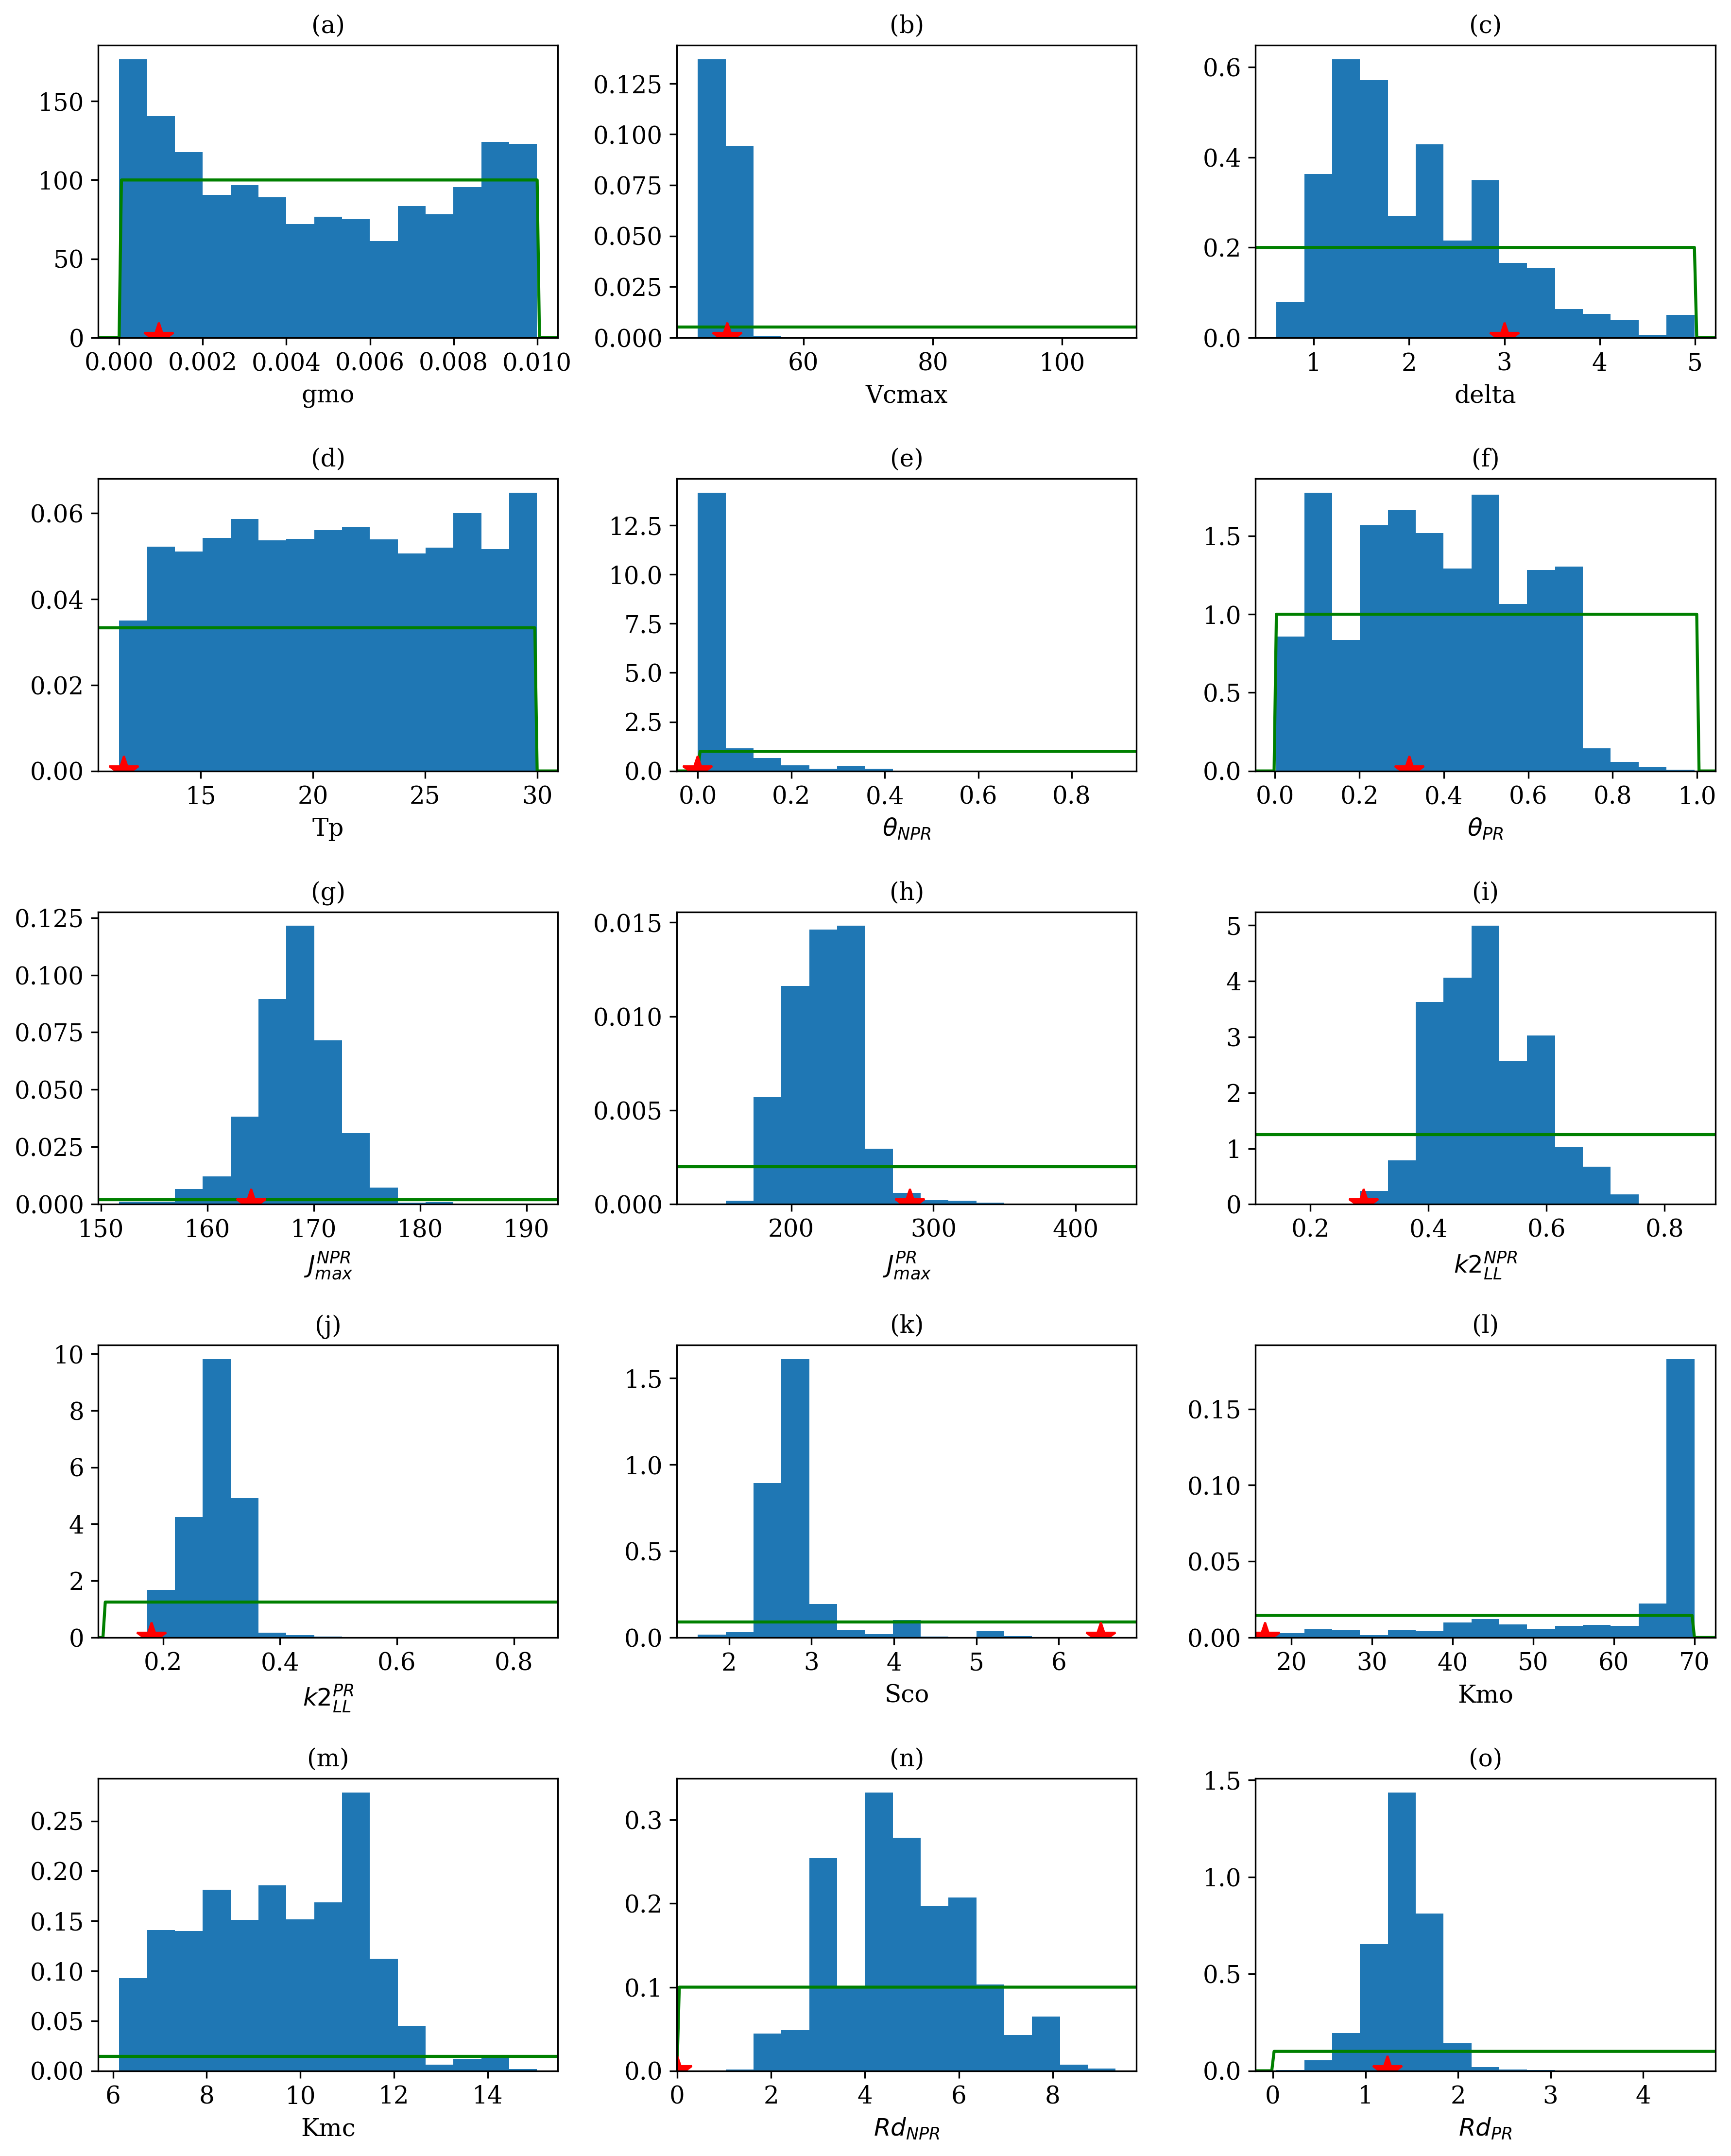 (a) (b) (c)
150 0.125 0.6
100 0.100 0.4
50 0.075 0.2
0 0.050 0.0
0.025
0.000
0.000 0.002 0.004 0.006 0.008 0.010 60 80 100 1 2 3 4 5
gmo Vcmax delta
(d) (e) (f)
0.06 12.5 1.5
0.04 10.0 1.0
0.02 7.5 0.5
0.00 5.0 0.0
2.5
0.0
15 20 25 30 0.0 0.2 0.4 0.6 0.8 0.0 0.2 0.4 0.6 0.8 1.0
Tp θ_NPR θ_PR
(g) (h) (i)
0.125 0.015 5
0.100 0.010 4
0.075 0.005 3
0.050 0.000 2
0.025 1
0.000 0
150 160 170 180 190 200 300 400 0.2 0.4 0.6 0.8
J_max^NPR J_max^PR k2_LL^NPR
(j) (k) (l)
10 1.5 0.15
8 1.0 0.10
6 0.5 0.05
4 0.0 0.00
2
0
0.2 0.4 0.6 0.8 2 3 4 5 6 20 30 40 50 60 70
k2_LL^PR Sco Kmo
(m) (n) (o)
0.25 0.3 1.5
0.20 0.2 1.0
0.15 0.1 0.5
0.10 0.0 0.0
0.05
0.00
6 8 10 12 14 0 2 4 6 8 0 1 2 3 4
Kmc Rd_NPR Rd_PR